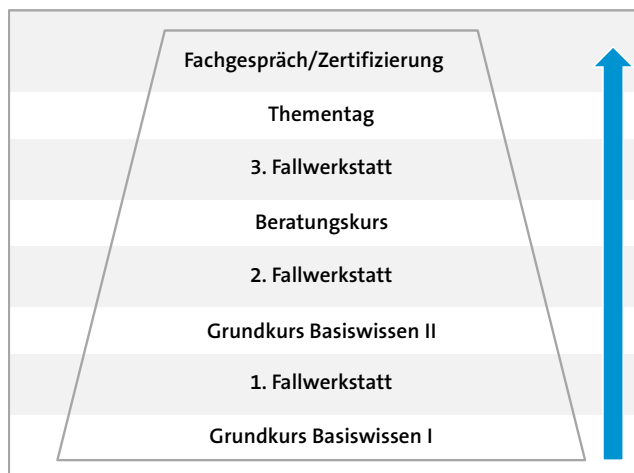 Fachgespräch/Zertifizierung
Thementag
3. Fallwerkstatt
Beratungskurs
2. Fallwerkstatt
Grundkurs Basiswissen II
1. Fallwerkstatt
Grundkurs Basiswissen I